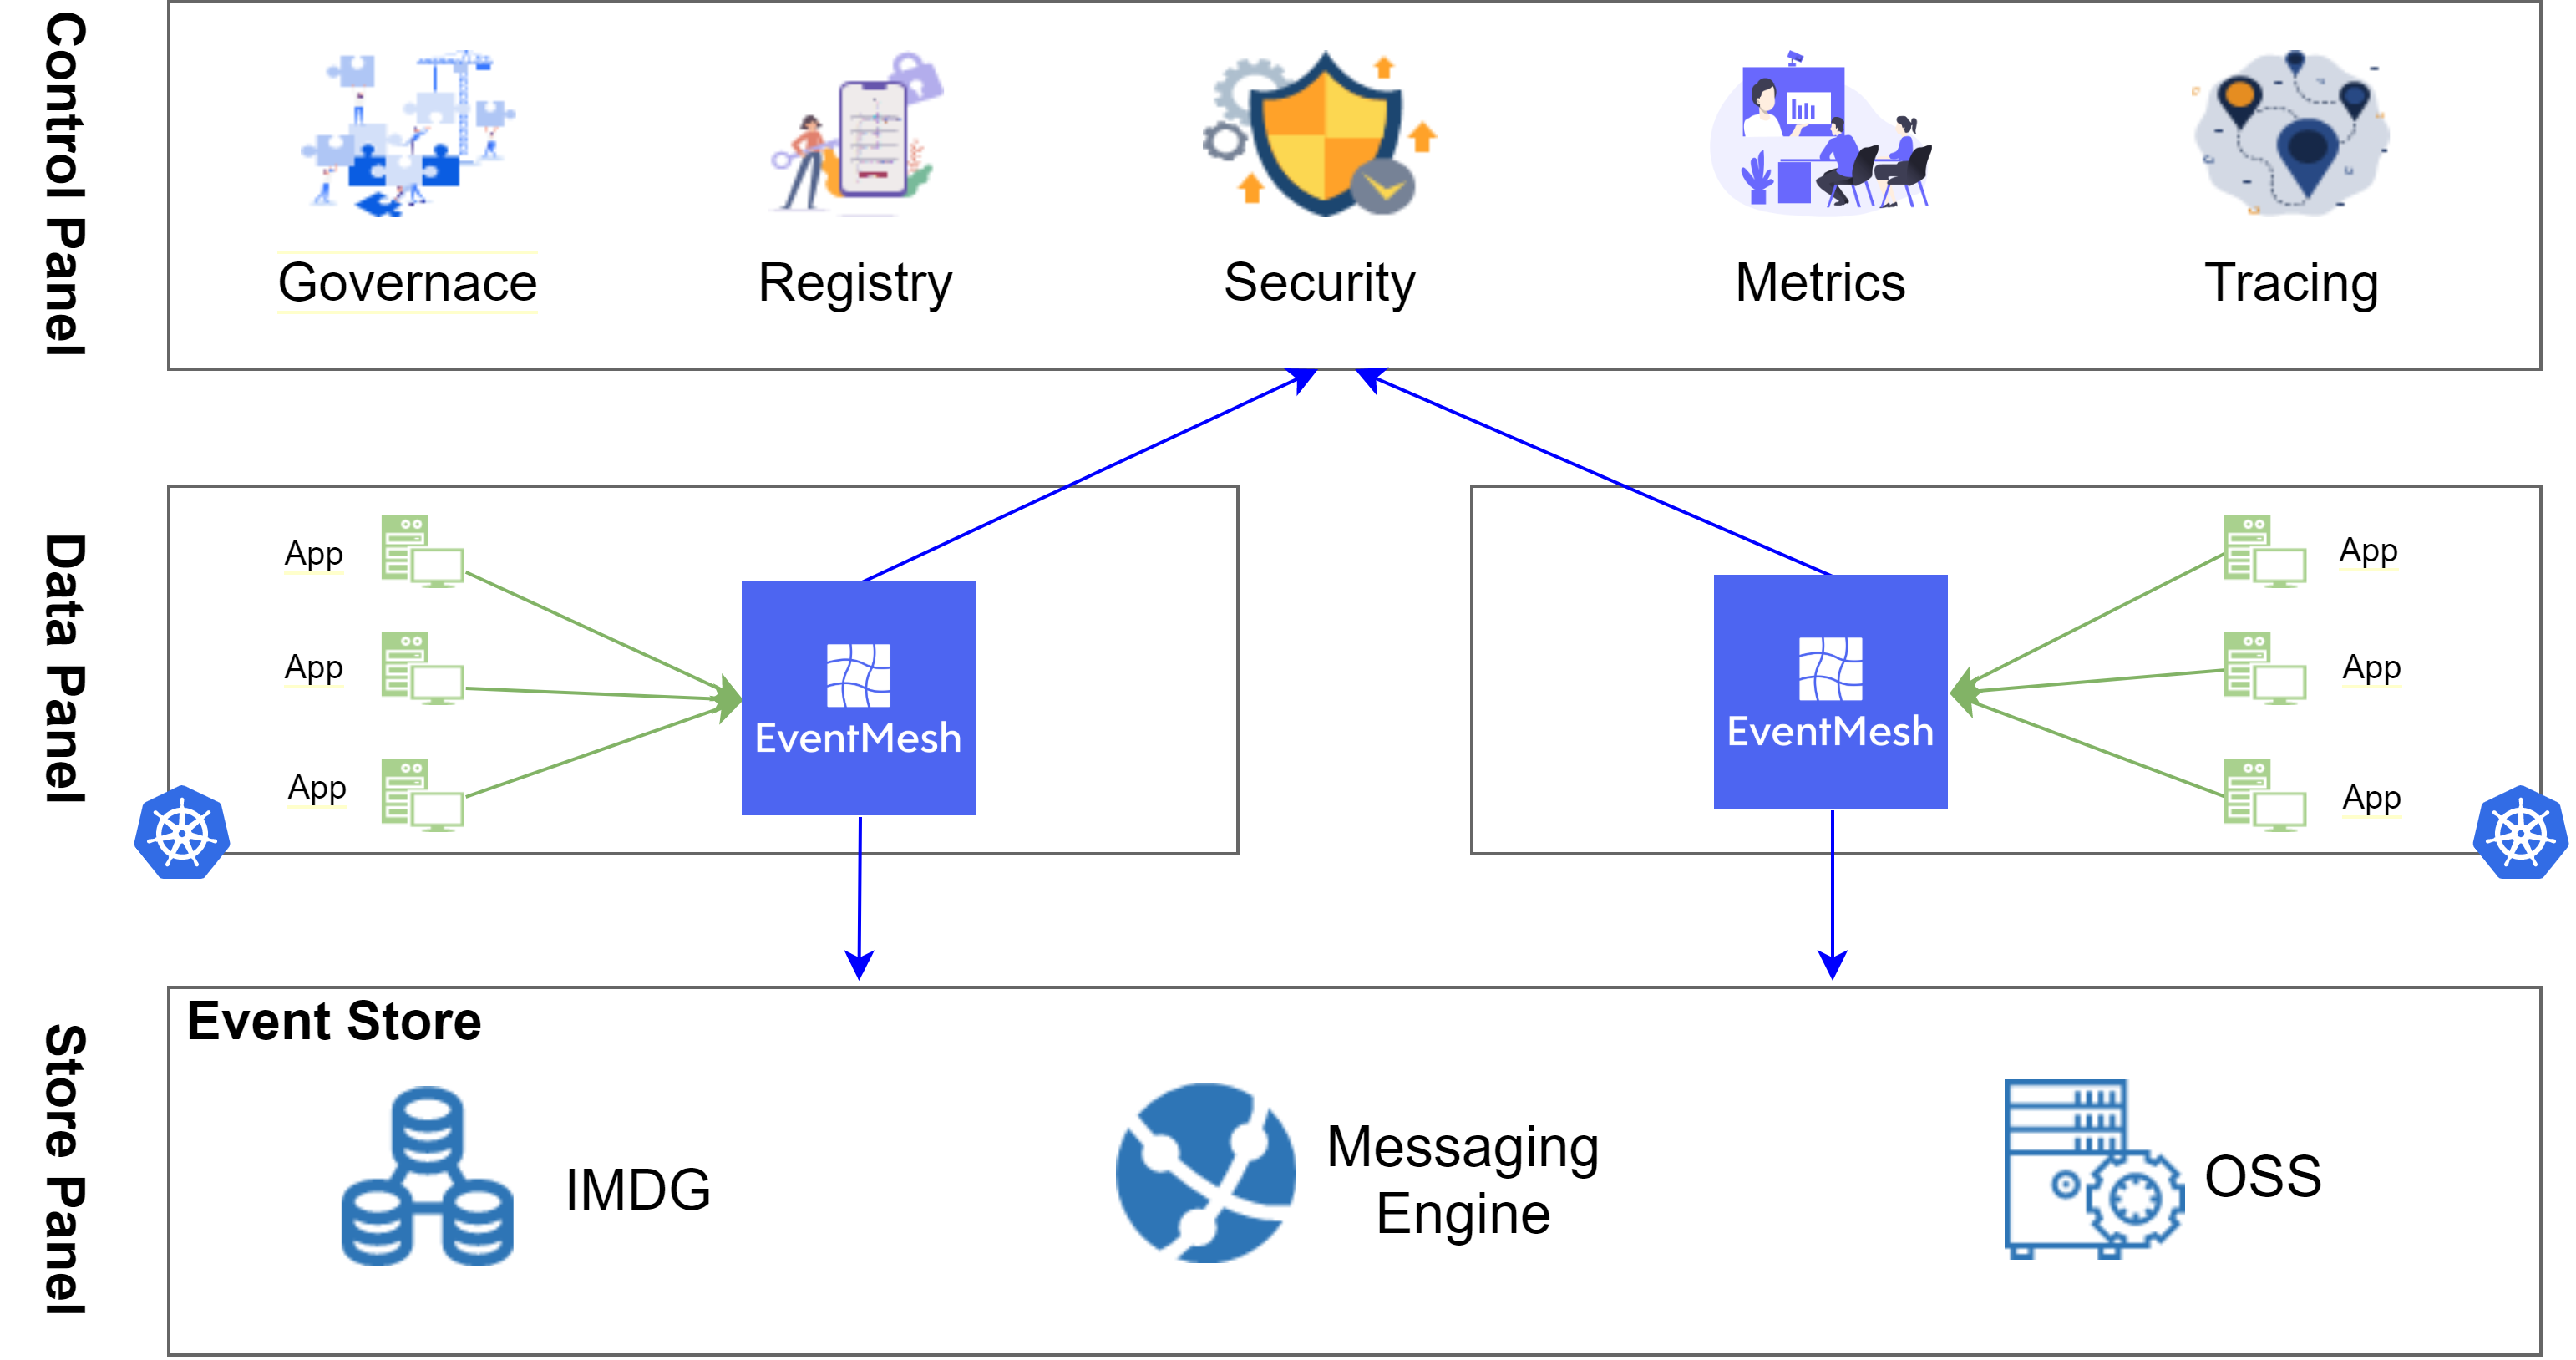 Control Panel
Governace
Registry
Security
Metrics
Tracing
Data Panel
App
App
App
EventMesh
EventMesh
App
App
App
Store Panel
Event Store
IMDG
Messaging
Engine
OSS